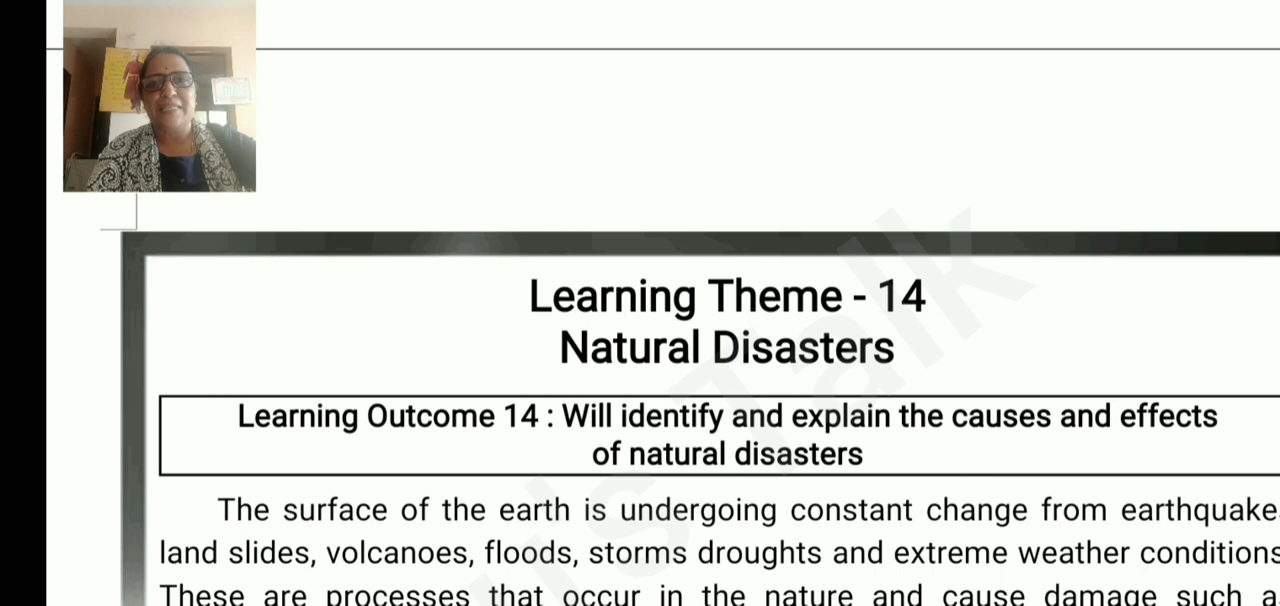 Learning Theme - 14
Natural Disasters
Learning Outcome 14 : Will identify and explain the causes and effects
of natural disasters
The surface of the earth is undergoing constant change from earthquake
land slides, volcanoes, floods, storms droughts and extreme weather conditions
These are processes that occur in the nature and cause damage such a